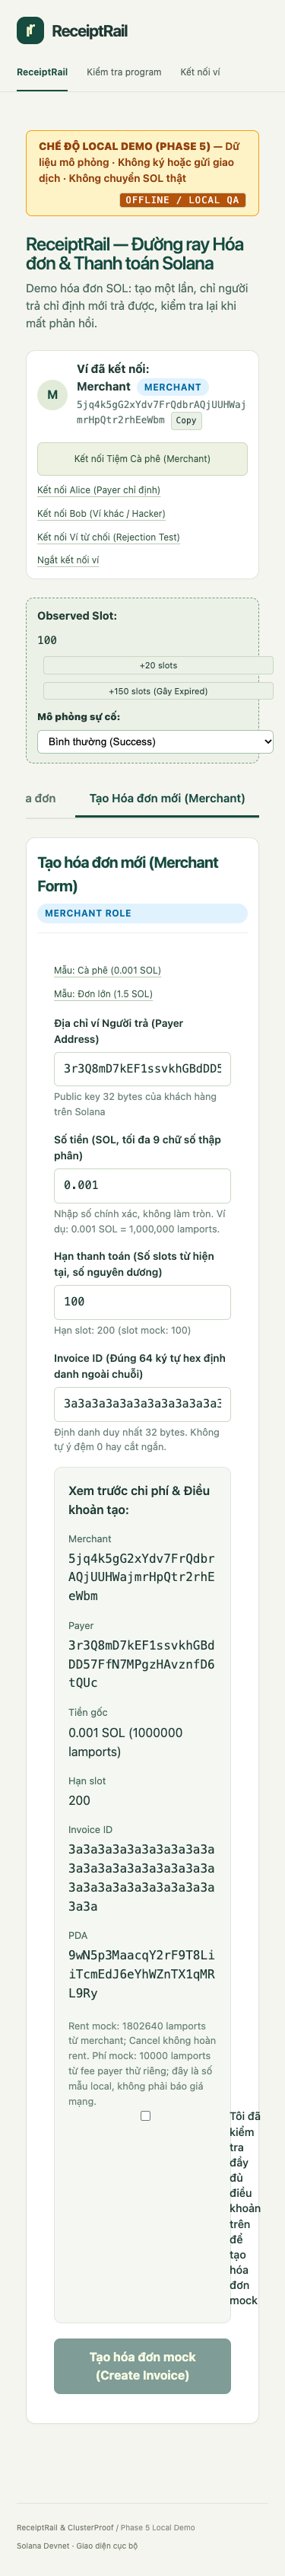 ReceiptRail
ReceiptRail Kiểm tra program Kết nối ví
CHẾ ĐỘ LOCAL DEMO (PHASE 5) — Dữ
liệu mô phỏng · Không ký hoặc gửi giao
dịch · Không chuyển SOL thật
OFFLINE / LOCAL QA
ReceiptRail — Đường ray Hóa
đơn & Thanh toán Solana
Demo hóa đơn SOL: tạo một lần, chỉ người
trả chỉ định mới trả được, kiểm tra lại khi
mất phản hồi.
M
Ví đã kết nối:
Merchant MERCHANT
5jq4k5gG2xYdv7FrQdbrAQjUUHWaj
mrHpQtr2rhEeWbm Copy
Kết nối Tiệm Cà phê (Merchant)
Kết nối Alice (Payer chỉ định)
Kết nối Bob (Ví khác / Hacker)
Kết nối Ví từ chối (Rejection Test)
Ngắt kết nối ví
Observed Slot:
100
+20 slots
+150 slots (Gây Expired)
Mô phỏng sự cố:
Bình thường (Success)
a đơn Tạo Hóa đơn mới (Merchant)
Tạo hóa đơn mới (Merchant
Form)
MERCHANT ROLE
Mẫu: Cà phê (0.001 SOL)
Mẫu: Đơn lớn (1.5 SOL)
Địa chỉ ví Người trả (Payer
Address)
3r3Q8mD7kEF1ssvkhGBdDD5
Public key 32 bytes của khách hàng
trên Solana
Số tiền (SOL, tối đa 9 chữ số thập
phân)
0.001
Nhập số chính xác, không làm tròn. Ví
dụ: 0.001 SOL = 1,000,000 lamports.
Hạn thanh toán (Số slots từ hiện
tại, số nguyên dương)
100
Hạn slot: 200 (slot mock: 100)
Invoice ID (Đúng 64 ký tự hex định
danh ngoài chuỗi)
3a3a3a3a3a3a3a3a3a3a3a3
Định danh duy nhất 32 bytes. Không
tự ý đệm 0 hay cắt ngắn.
Xem trước chi phí & Điều
khoản tạo:
Merchant
5jq4k5gG2xYdv7FrQdbr
AQjUUHWajmrHpQtr2rhE
eWbm
Payer
3r3Q8mD7kEF1ssvkhGBd
DD57FfN7MPgzHAvznfD6
tQUc
Tiền gốc
0.001 SOL (1000000
lamports)
Hạn slot
200
Invoice ID
3a3a3a3a3a3a3a3a3a3a
3a3a3a3a3a3a3a3a3a3a
3a3a3a3a3a3a3a3a3a3a
3a3a
PDA
9wN5p3MaacqY2rF9T8Li
iTcmEdJ6eYhWZnTX1qMR
L9Ry
Rent mock: 1802640 lamports
từ merchant; Cancel không hoàn
rent. Phí mock: 10000 lamports
từ fee payer thử riêng; đây là số
mẫu local, không phải báo giá
mạng.
Tôi đã
kiểm
tra
đầy
đủ
điều
khoản
trên
để
tạo
hóa
đơn
mock
Tạo hóa đơn mock
(Create Invoice)
ReceiptRail & ClusterProof / Phase 5 Local Demo
Solana Devnet · Giao diện cục bộ